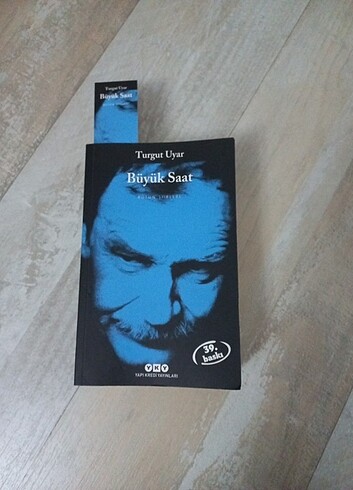 Turgut Uyar
Büyük Saat
Turgut Uyar
Büyük Saat
BÜTÜN ŞİİRLERİ
39.
baskı
YKY
YAPI KREDİ YAYINLARI